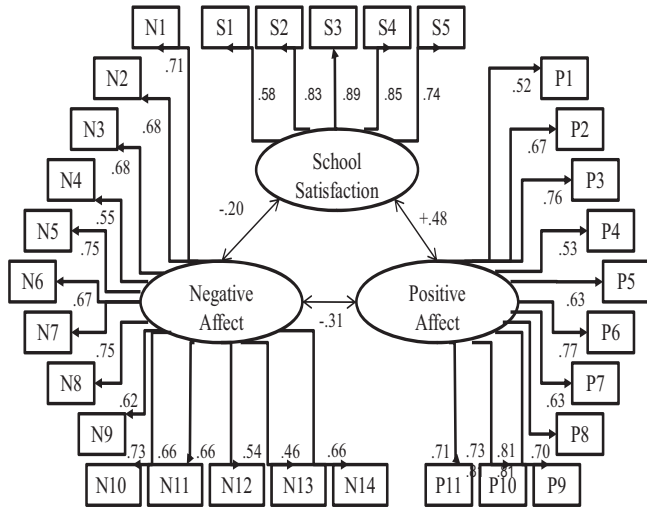 N1 S1 S2 S3 S4 S5
.71 .58 .83 .89 .85 .74
N2
.68
N3
.68
N4
.55
N5
.75
N6
.67
N7
.75
N8
.62
N9
School
Satisfaction
-.20
+.48
Negative
Affect
-.31
Positive
Affect
.52 P1
.67 P2
.76 P3
.53 P4
P5
.63
P6
.77
P7
.63
P8
.73 .66 .66 .54 .46 .66
N10 N11 N12 N13 N14
.71 .73 .81 .70
.81
P11 P10 P9